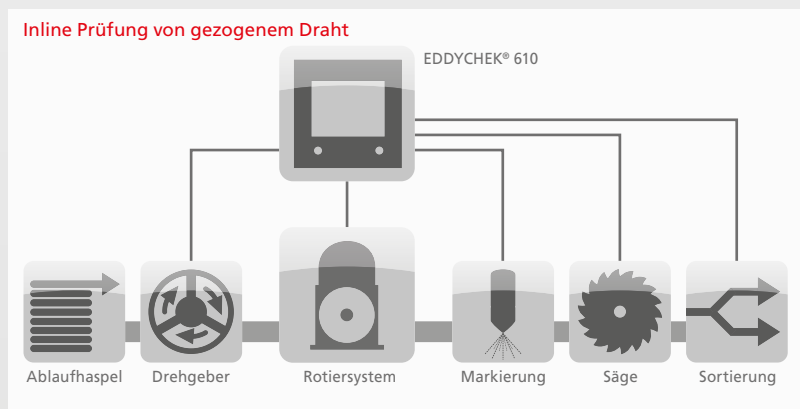 Inline Prüfung von gezogenem Draht
EDDYCHEK® 610
Ablaufhaspel
Drehgeber
Rotiersystem
Markierung
Säge
Sortierung